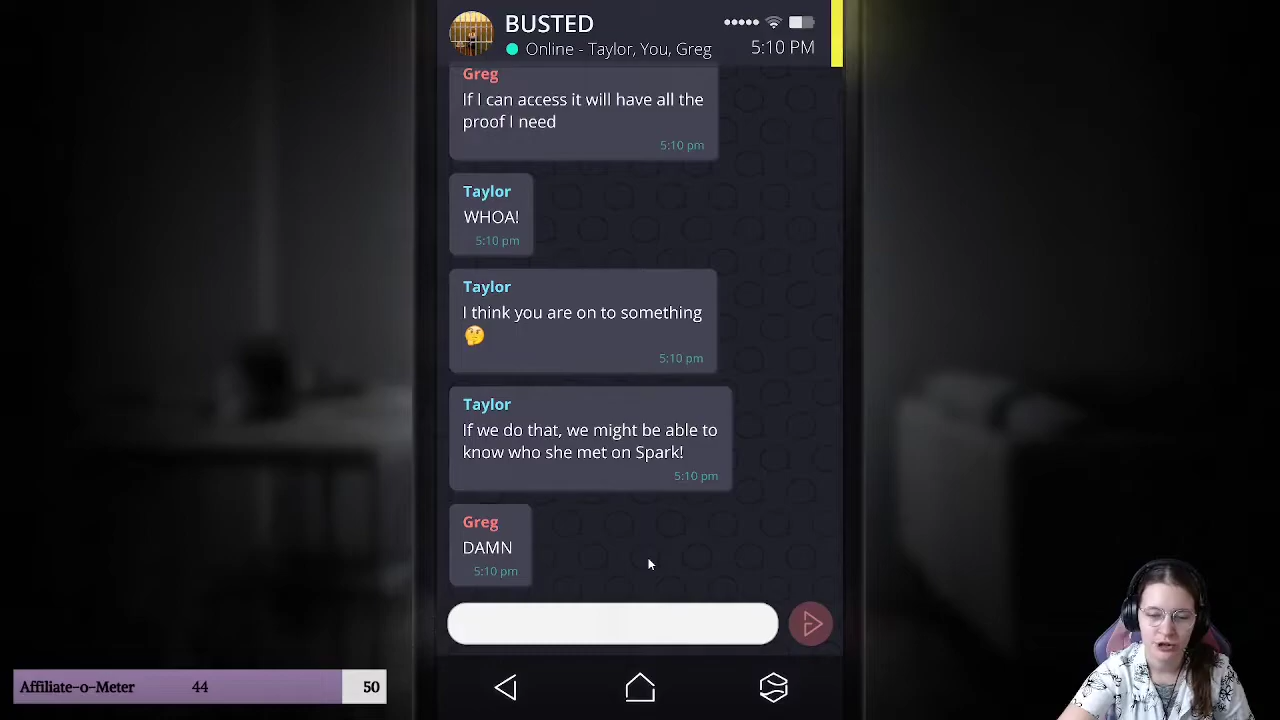 BUSTED
Online - Taylor, You, Greg
5:10 PM
Greg
If I can access it will have all the
proof I need
5:10 pm
Taylor
WHOA!
5:10 pm
Taylor
I think you are on to something
🤔
5:10 pm
Taylor
If we do that, we might be able to
know who she met on Spark!
5:10 pm
Greg
DAMN
5:10 pm
Affiliate-o-Meter 44 50